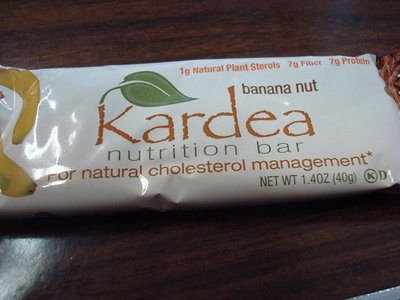 1g Natural Plant Sterols 7g Fiber 7g Protein
banana nut
Kardea
nutrition bar
For natural cholesterol management*
NET WT 1.4OZ (40g) K D